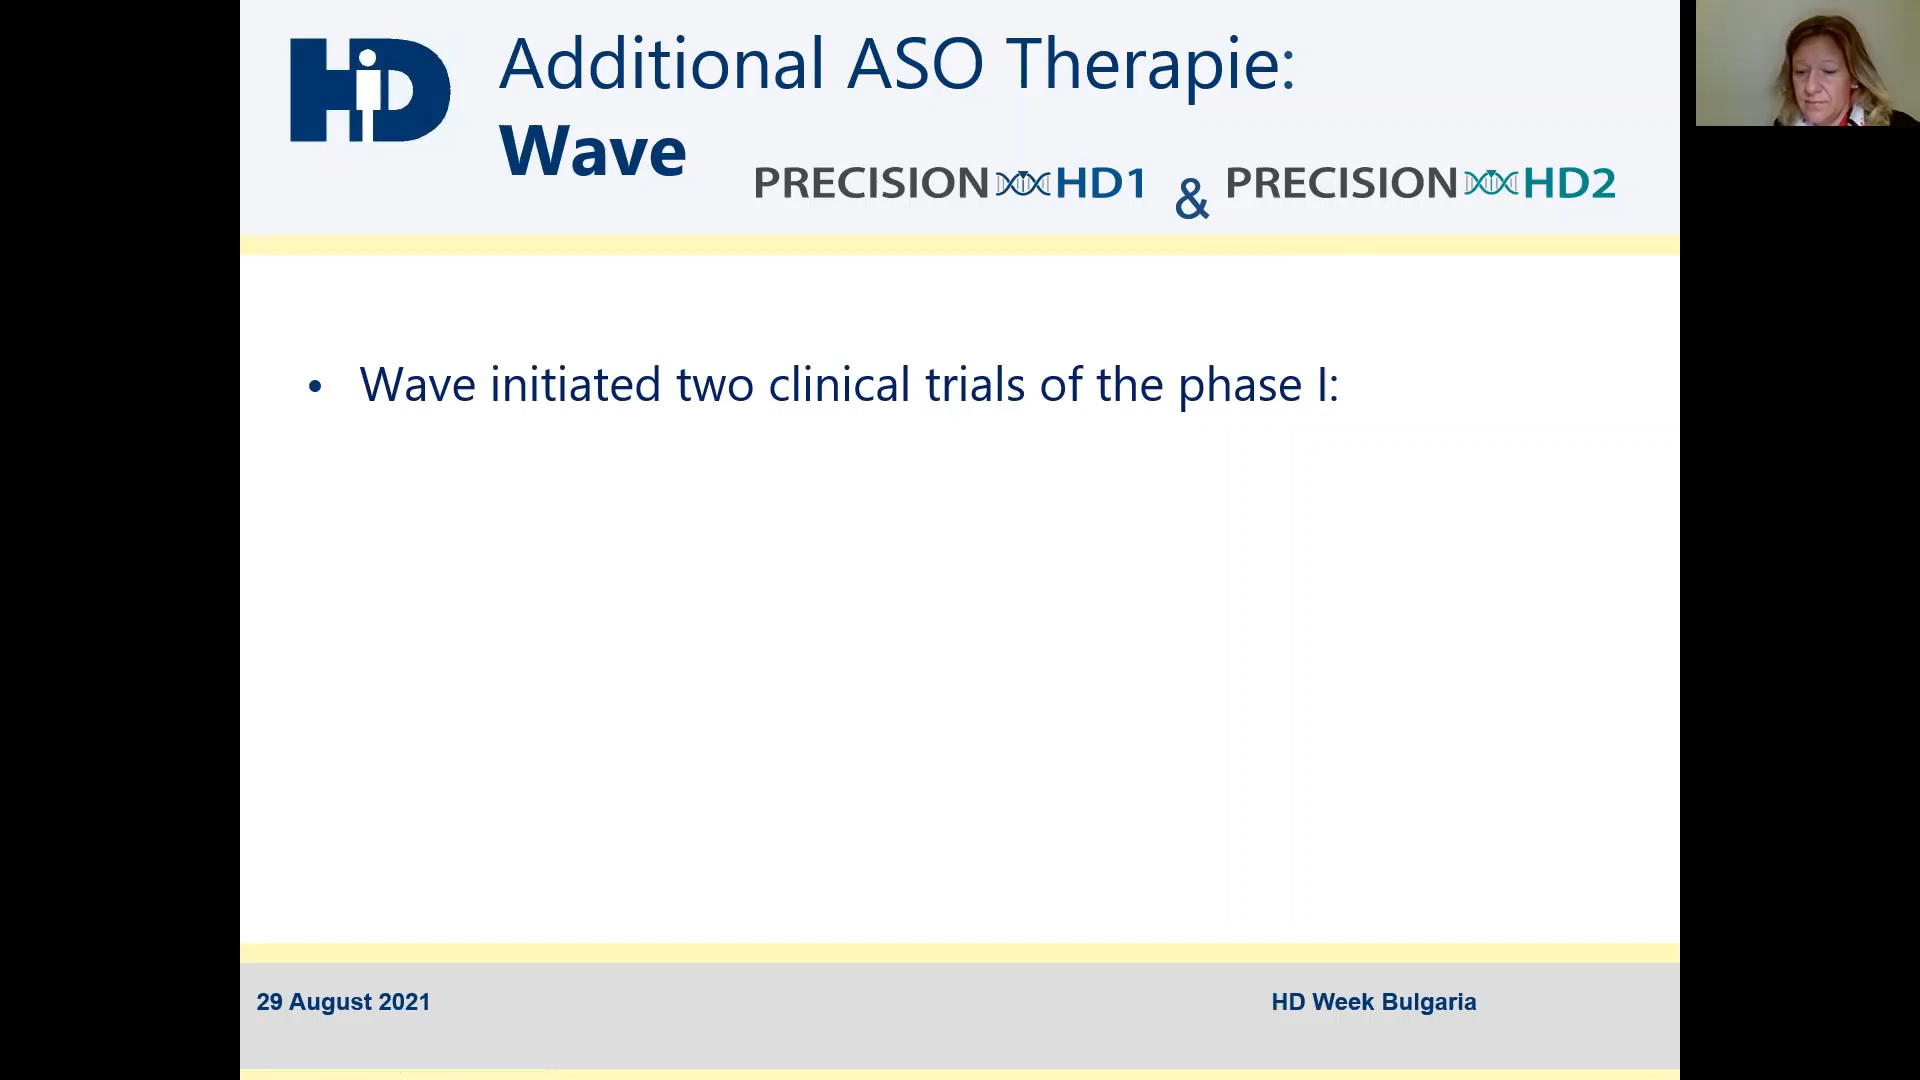 HD
Additional ASO Therapie:
Wave
PRECISION HD1 & PRECISION HD2
• Wave initiated two clinical trials of the phase I:
29 August 2021
HD Week Bulgaria